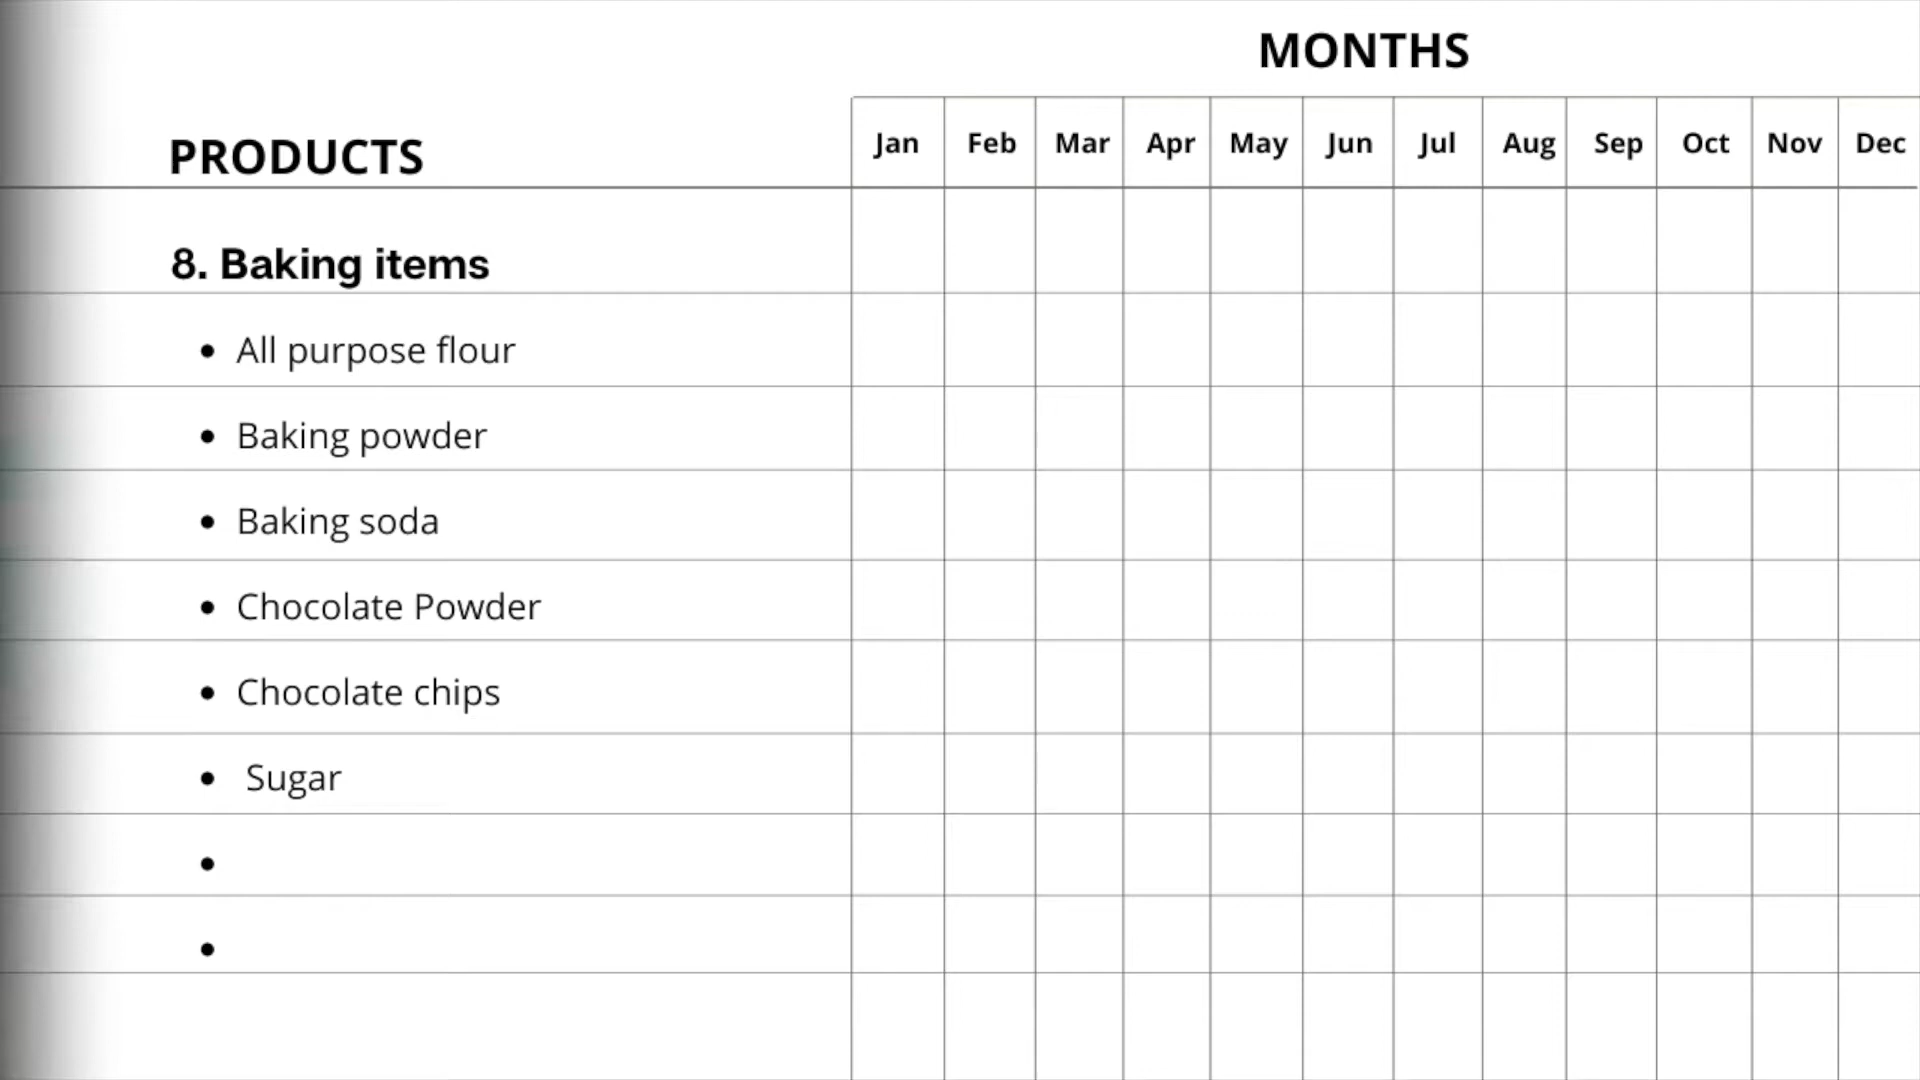 MONTHS
PRODUCTS Jan Feb Mar Apr May Jun Jul Aug Sep Oct Nov Dec
8. Baking items
• All purpose flour
• Baking powder
• Baking soda
• Chocolate Powder
• Chocolate chips
• Sugar
•
•